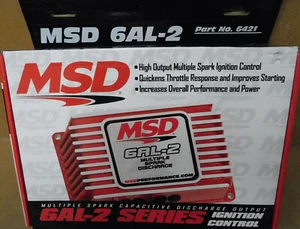 MSD 6AL-2
Part No. 6421
MSD
• High Output Multiple Spark Ignition Control
• Quickens Throttle Response and Improves Starting
• Increases Overall Performance and Power
MSD
6AL-2
MULTIPLE
SPARK
DISCHARGE
MULTIPLE SPARK CAPACITIVE DISCHARGE OUTPUT
6AL-2 SERIES
IGNITION
CONTROL